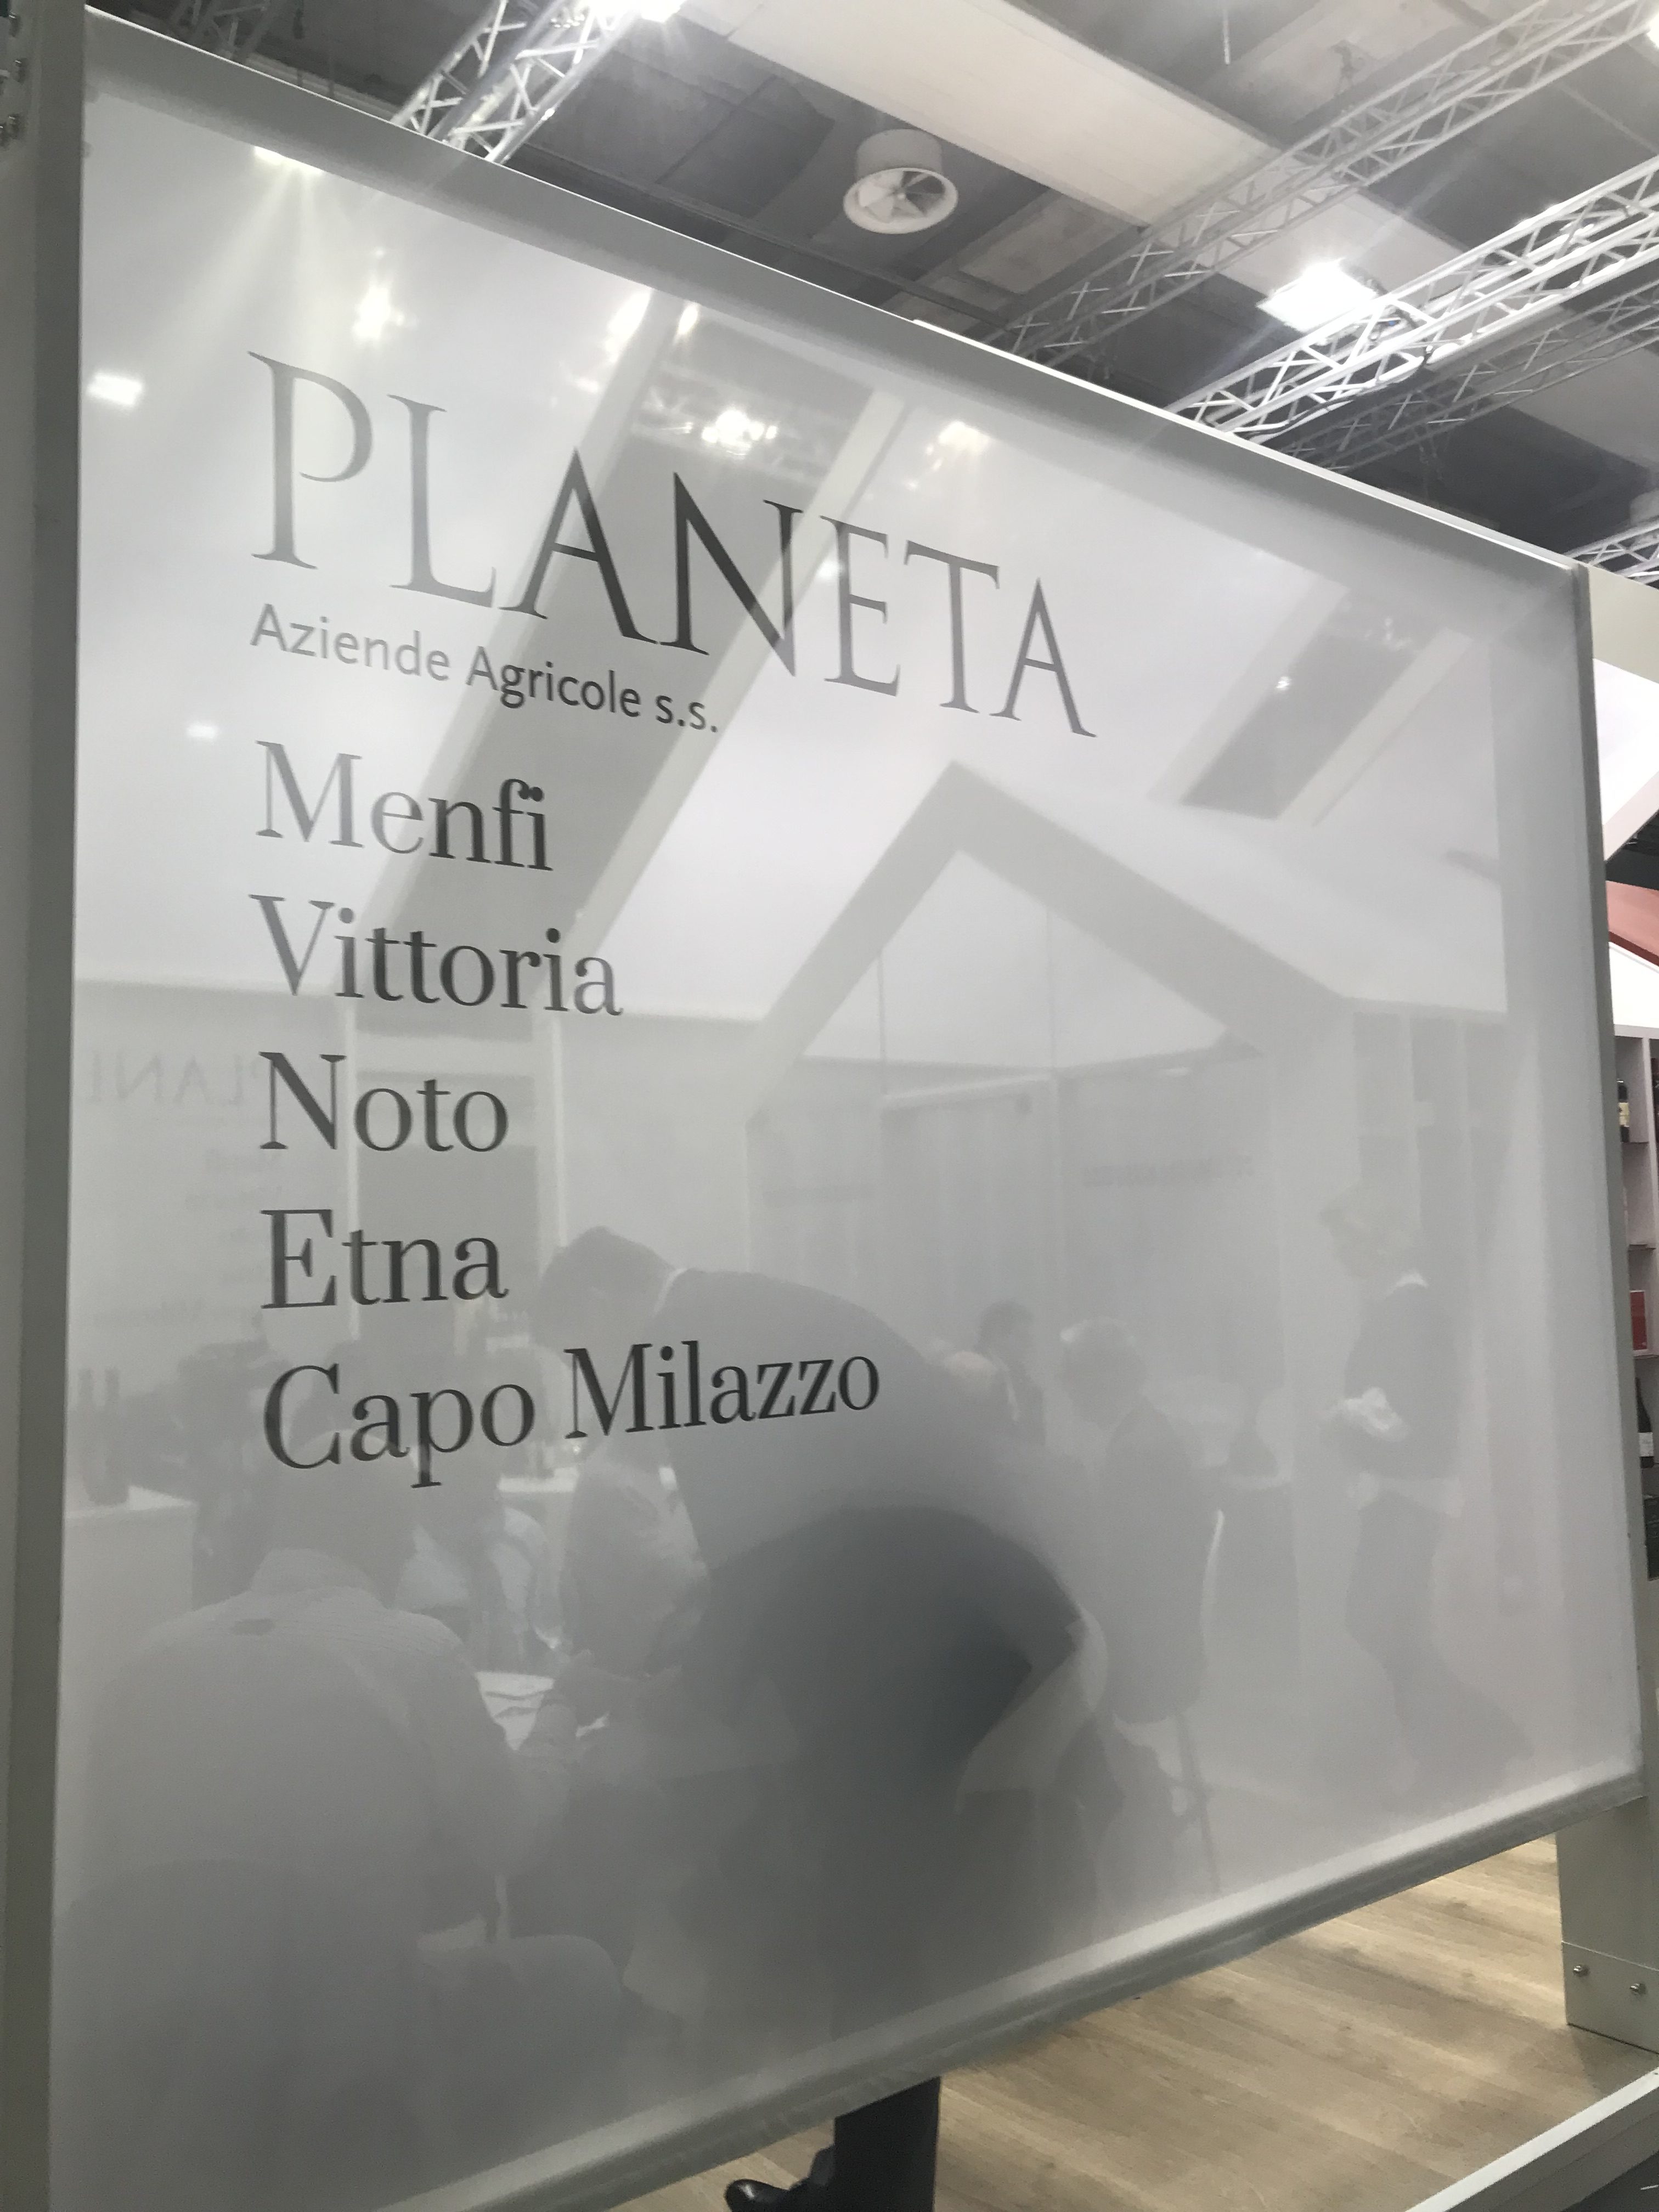 PLANETA
Aziende Agricole s.s.
Menfi
Vittoria
Noto
Etna
Capo Milazzo